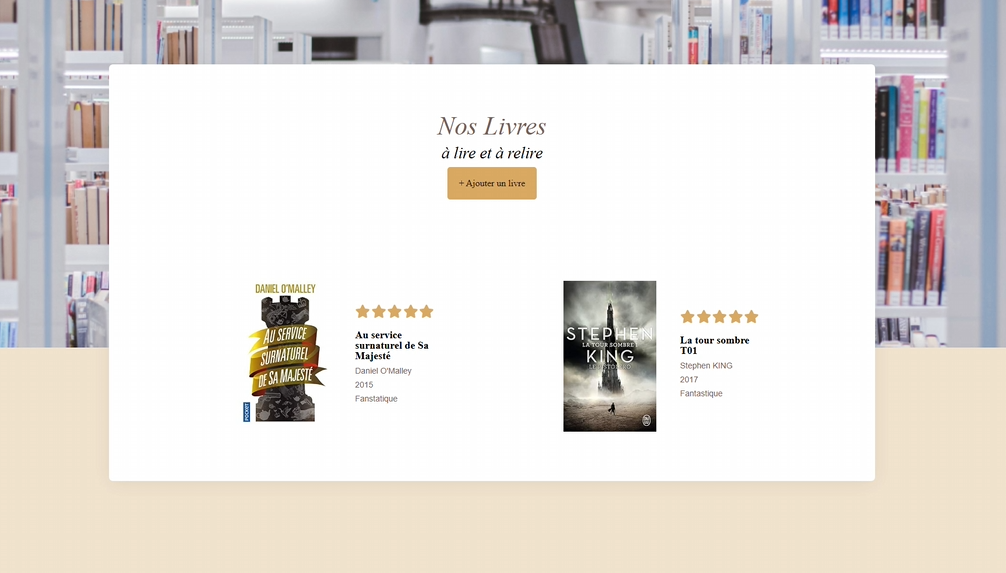 Nos Livres
à lire et à relire
+ Ajouter un livre
DANIEL O'MALLEY
AU SERVICE
SURNATUREL
DE SA MAJESTÉ
POCKET
Au service
surnaturel de Sa
Majesté
Daniel O'Malley
2015
Fanstatique
STEPHEN
LA TOUR SOMBRE
KING
LE PISTOLERO
La tour sombre
T01
Stephen KING
2017
Fantastique